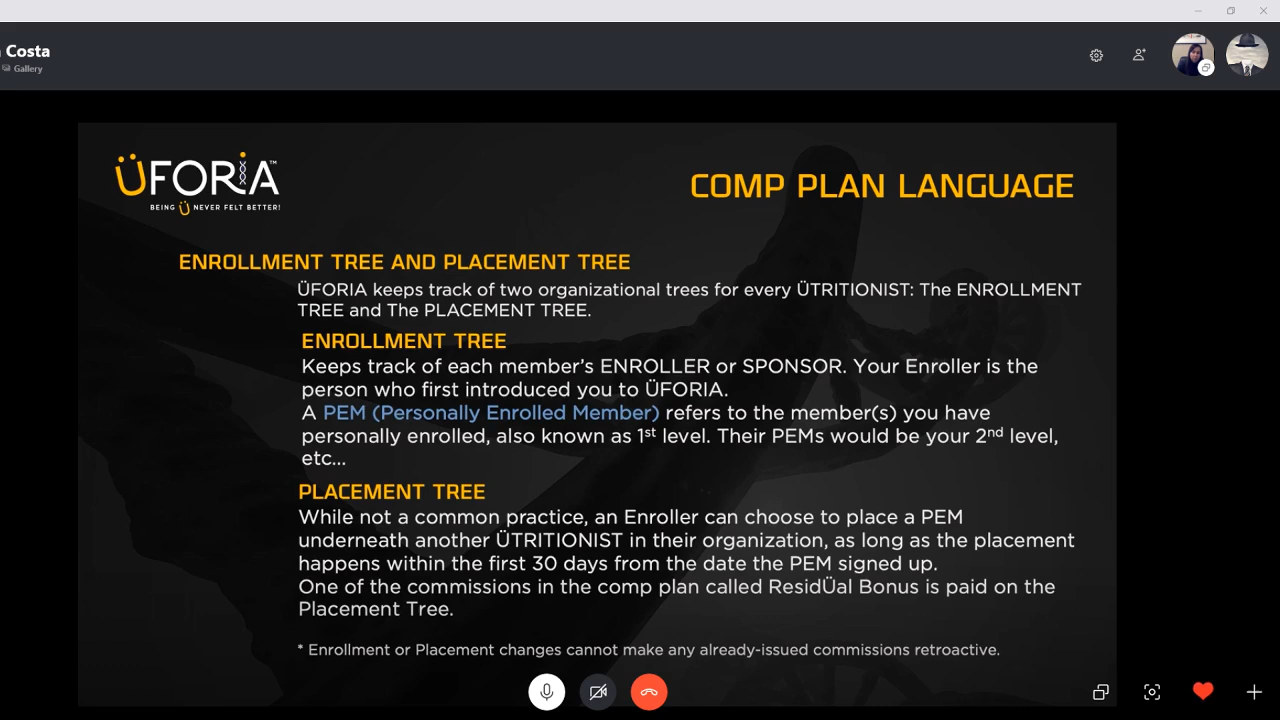 Costa
Gallery
ÜFORIA™
BEING Ü NEVER FELT BETTER!
COMP PLAN LANGUAGE
ENROLLMENT TREE AND PLACEMENT TREE
ÜFORIA keeps track of two organizational trees for every ÜTRITIONIST: The ENROLLMENT
TREE and The PLACEMENT TREE.
ENROLLMENT TREE
Keeps track of each member’s ENROLLER or SPONSOR. Your Enroller is the
person who first introduced you to ÜFORIA.
A PEM (Personally Enrolled Member) refers to the member(s) you have
personally enrolled, also known as 1st level. Their PEMs would be your 2nd level,
etc...
PLACEMENT TREE
While not a common practice, an Enroller can choose to place a PEM
underneath another ÜTRITIONIST in their organization, as long as the placement
happens within the first 30 days from the date the PEM signed up.
One of the commissions in the comp plan called ResidÜal Bonus is paid on the
Placement Tree.
* Enrollment or Placement changes cannot make any already-issued commissions retroactive.